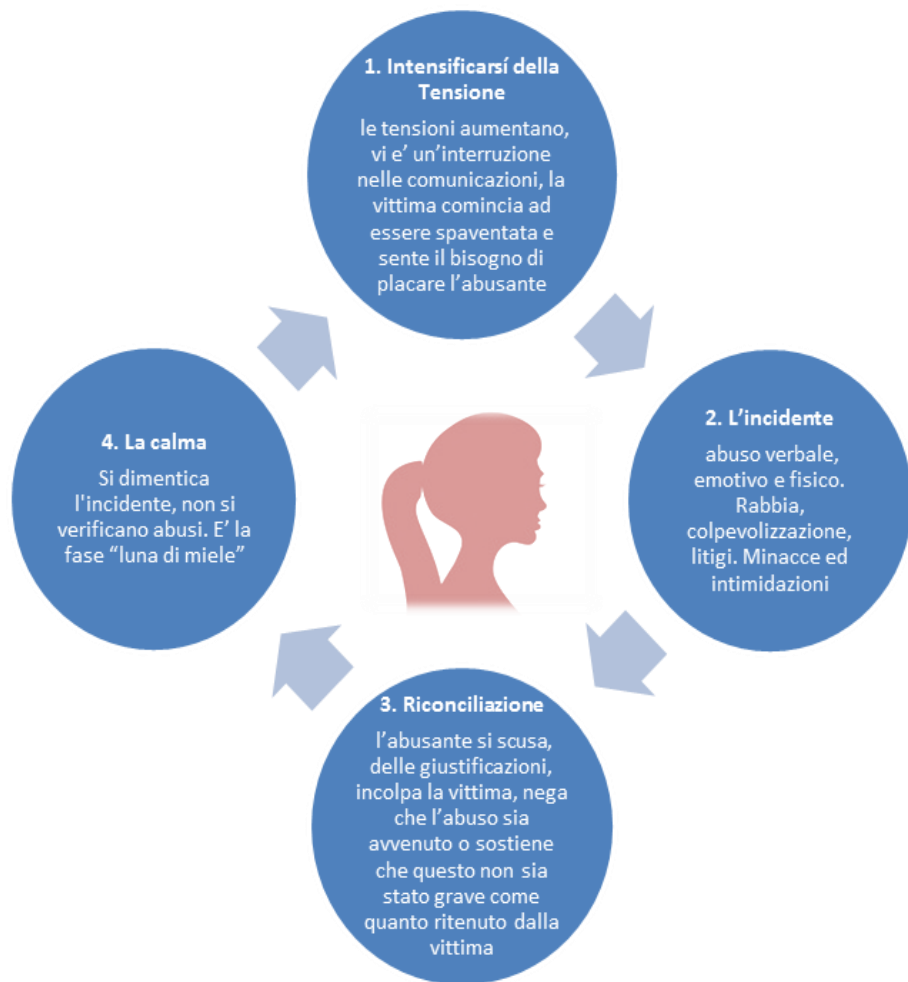 1. Intensificarsí della
Tensione
le tensioni aumentano,
vi e’ un’interruzione
nelle comunicazioni, la
vittima comincia ad
essere spaventata e
sente il bisogno di
placare l’abusante
2. L’incidente
abuso verbale,
emotivo e fisico.
Rabbia,
colpevolizzazione,
litigi. Minacce ed
intimidazioni
3. Riconciliazione
l’abusante si scusa,
delle giustificazioni,
incolpa la vittima, nega
che l’abuso sia
avvenuto o sostiene
che questo non sia
stato grave come
quanto ritenuto dalla
vittima
4. La calma
Si dimentica
l'incidente, non si
verificano abusi. E’ la
fase “luna di miele”